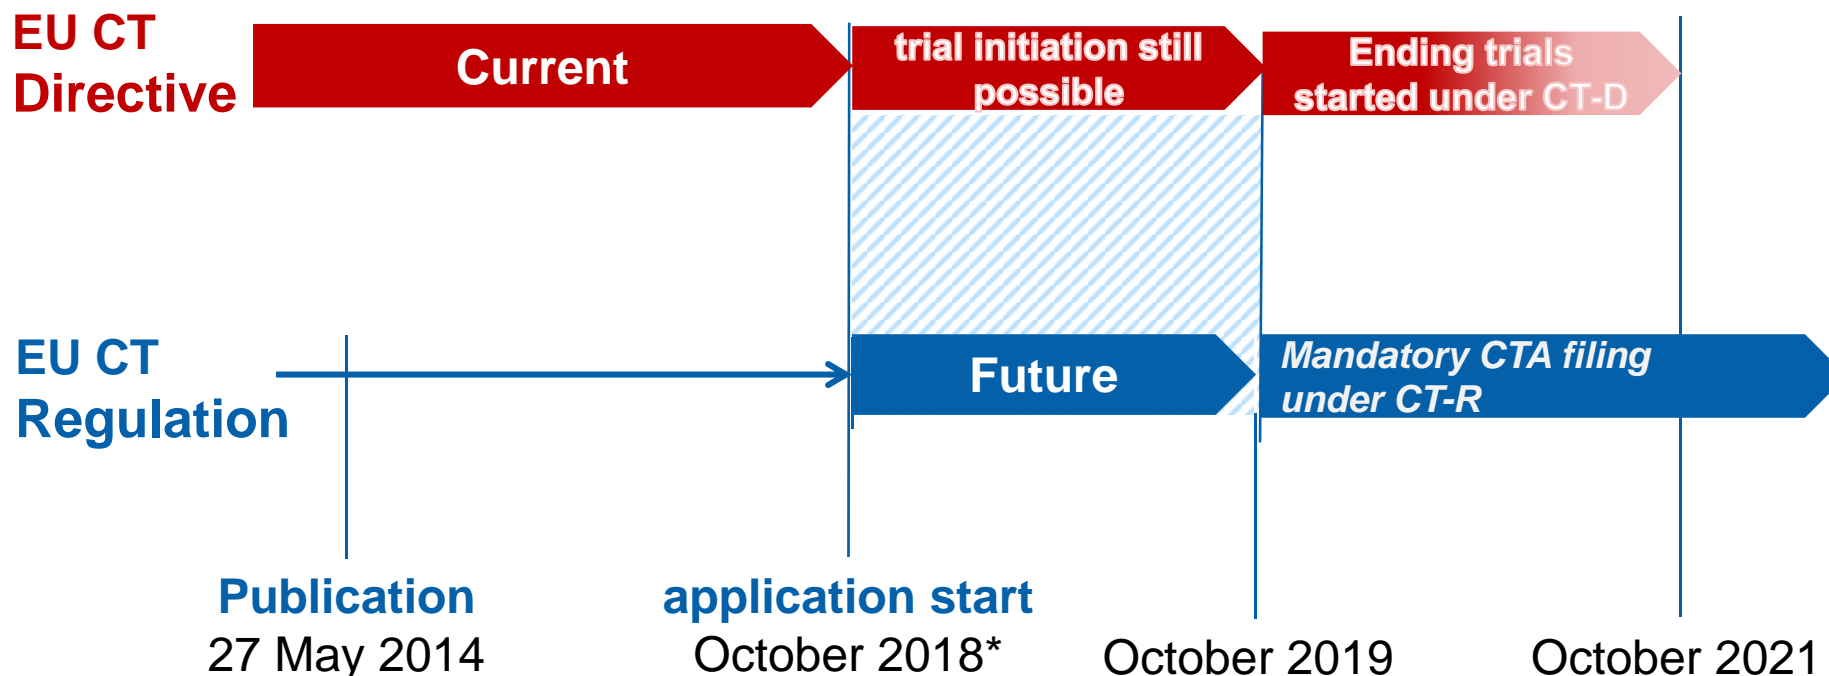 EU CT
Directive
Current
trial initiation still
possible
Ending trials
started under CT-D
EU CT
Regulation
Future
Mandatory CTA filing
under CT-R
Publication
27 May 2014
application start
October 2018*
October 2019
October 2021